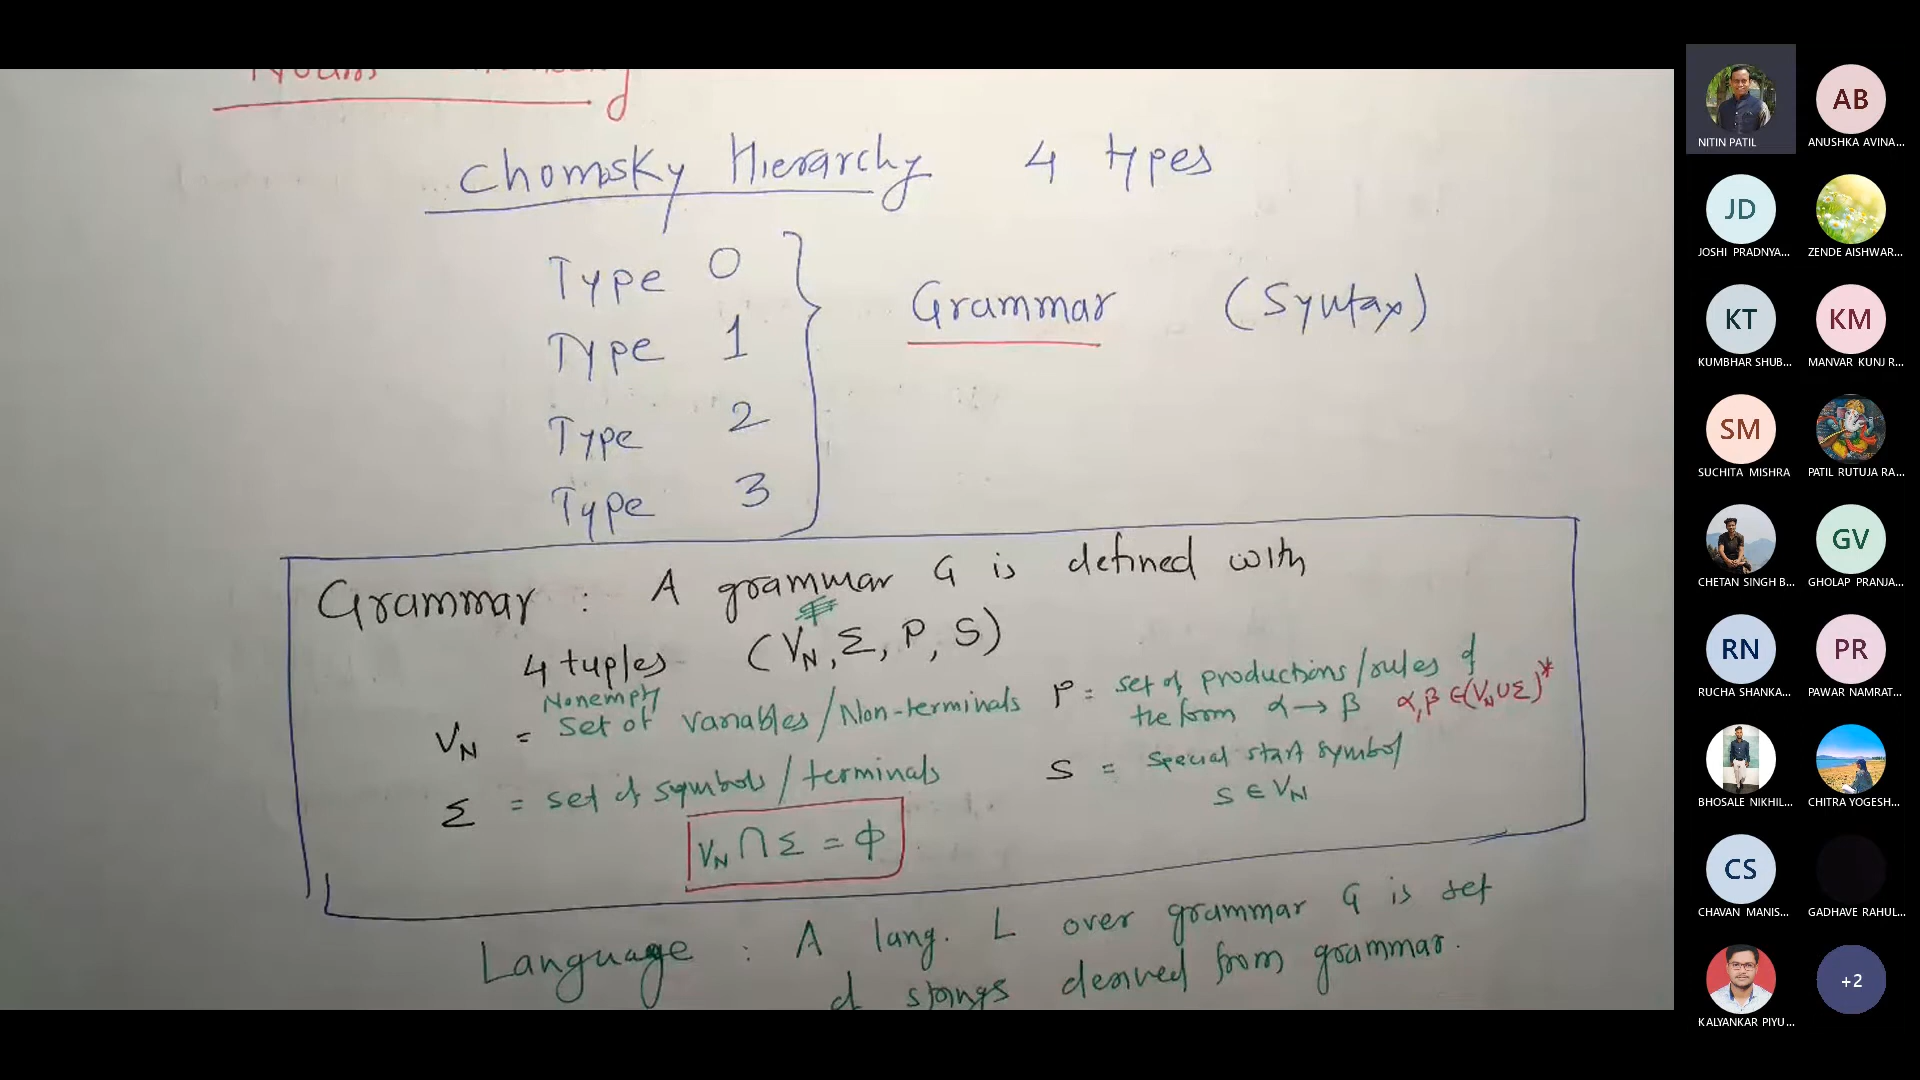 Chomsky Hierarchy 4 types
Type 0
Type 1
Type 2
Type 3
Grammar (Syntax)
Grammar : A grammar G is defined with
4 tuples (V_N, Σ, P, S)
V_N = Nonempty set of variables/Non-terminals
Σ = set of symbols/terminals
V_N ∩ Σ = ϕ
P = set of productions/rules of
the form α → β α,β ∈ (V_N ∪ Σ)*
S = special start symbol
S ∈ V_N
Language : A lang. L over grammar G is set
of strings derived from grammar.
NITIN PATIL
AB
ANUSHKA AVINA...
JD
JOSHI PRADNYA...
ZENDE AISHWAR...
KT
KUMBHAR SHUB...
KM
MANVAR KUNJ R...
SM
SUCHITA MISHRA
PATIL RUTUJA RA...
CHETAN SINGH B...
GV
GHOLAP PRANJA...
RN
RUCHA SHANKA...
PR
PAWAR NAMRAT...
BHOSALE NIKHIL...
CHITRA YOGESH...
CS
CHAVAN MANIS...
GADHAVE RAHUL...
KALYANKAR PIYU...
+2